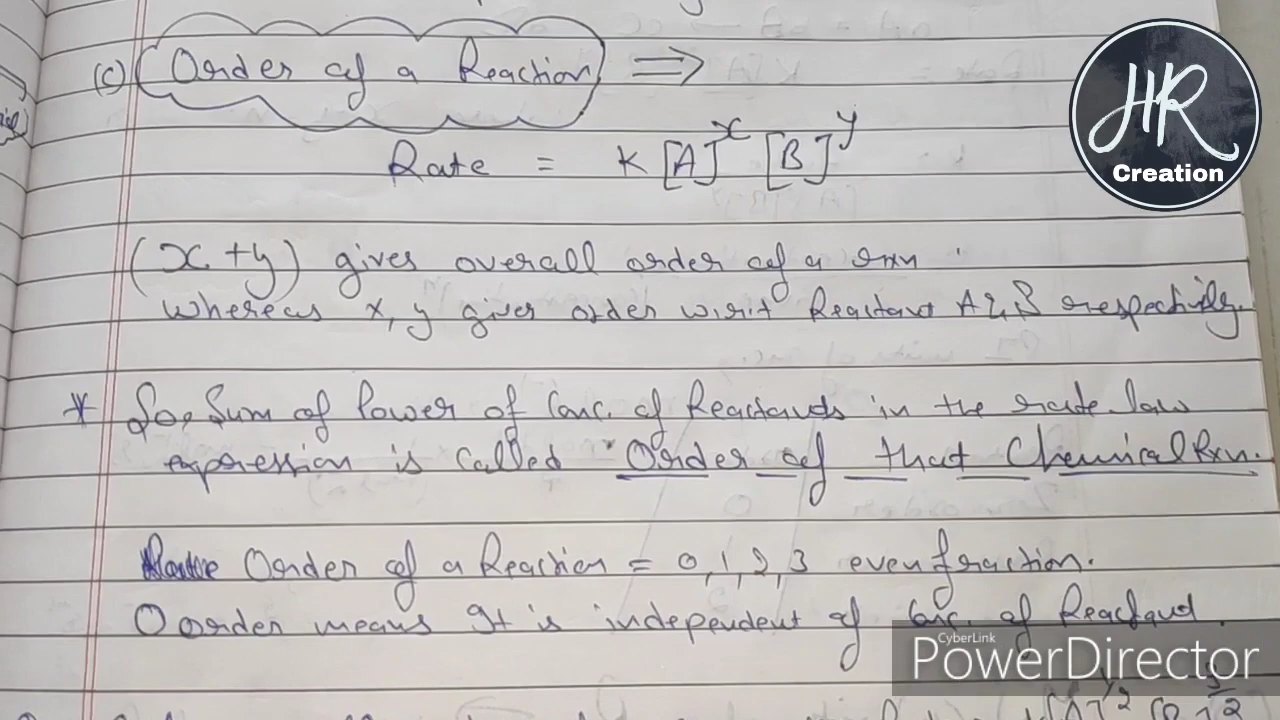 (c) Order of a Reaction ⇒
HR
Creation
Rate = K[A]^x [B]^y
(x+y) gives overall order of a rxn.
Whereas x, y gives order w.r.t Reactant A & B respectively.
* So, Sum of Power of Conc. of Reactants in the rate law
expression is called "Order of that Chemical Rxn.
Order of a Reaction = 0,1,2,3 even fraction.
0 order means It is independent of Conc. of Reactant.
CyberLink
PowerDirector